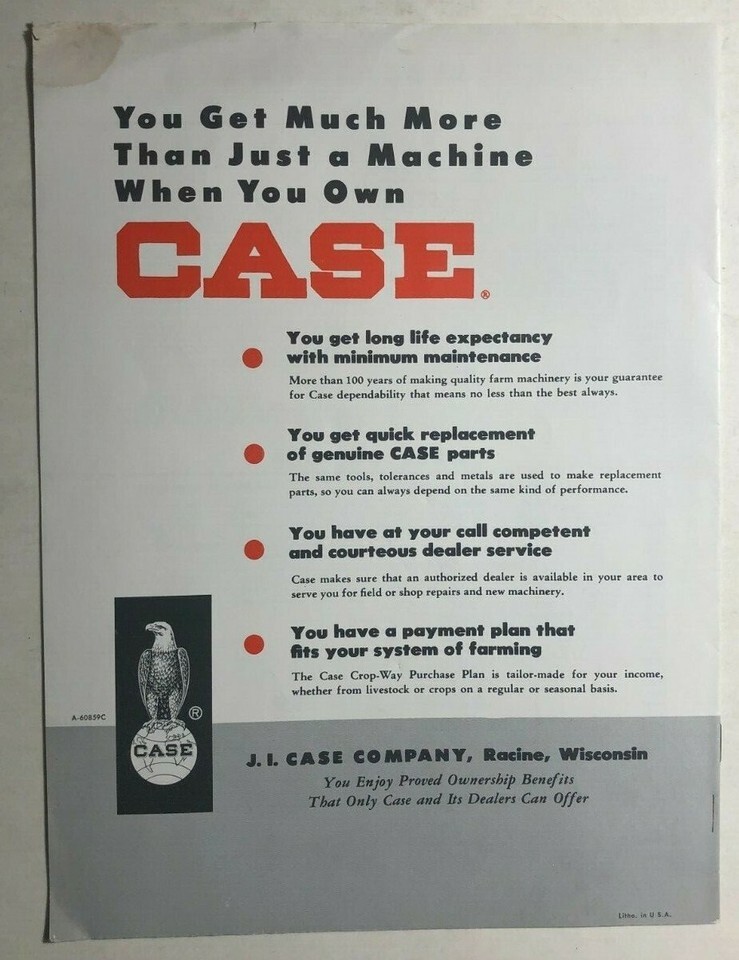 You Get Much More
Than Just a Machine
When You Own
CASE®
You get long life expectancy
with minimum maintenance
More than 100 years of making quality farm machinery is your guarantee
for Case dependability that means no less than the best always.
You get quick replacement
of genuine CASE parts
The same tools, tolerances and metals are used to make replacement
parts, so you can always depend on the same kind of performance.
You have at your call competent
and courteous dealer service
Case makes sure that an authorized dealer is available in your area to
serve you for field or shop repairs and new machinery.
You have a payment plan that
fits your system of farming
The Case Crop-Way Purchase Plan is tailor-made for your income,
whether from livestock or crops on a regular or seasonal basis.
A-60859C
®
CASE
J. I. CASE COMPANY, Racine, Wisconsin
You Enjoy Proved Ownership Benefits
That Only Case and Its Dealers Can Offer
Litho. in U S.A.